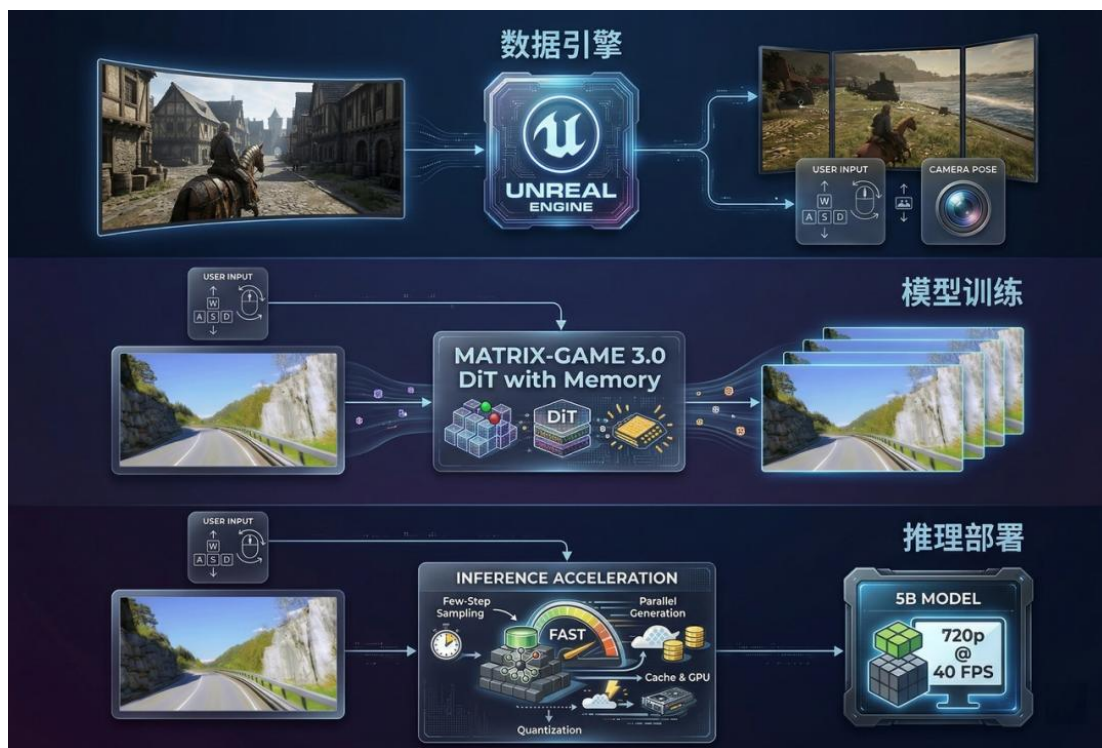 数据引擎
UNREAL
ENGINE
USER INPUT
W
A S D
CAMERA POSE
模型训练
USER INPUT
W
A S D
MATRIX-GAME 3.0
DiT with Memory
DiT
推理部署
USER INPUT
W
A S D
INFERENCE ACCELERATION
Few-Step
Sampling
FAST
Parallel
Generation
Cache & GPU
Quantization
5B MODEL
720p
@
40 FPS